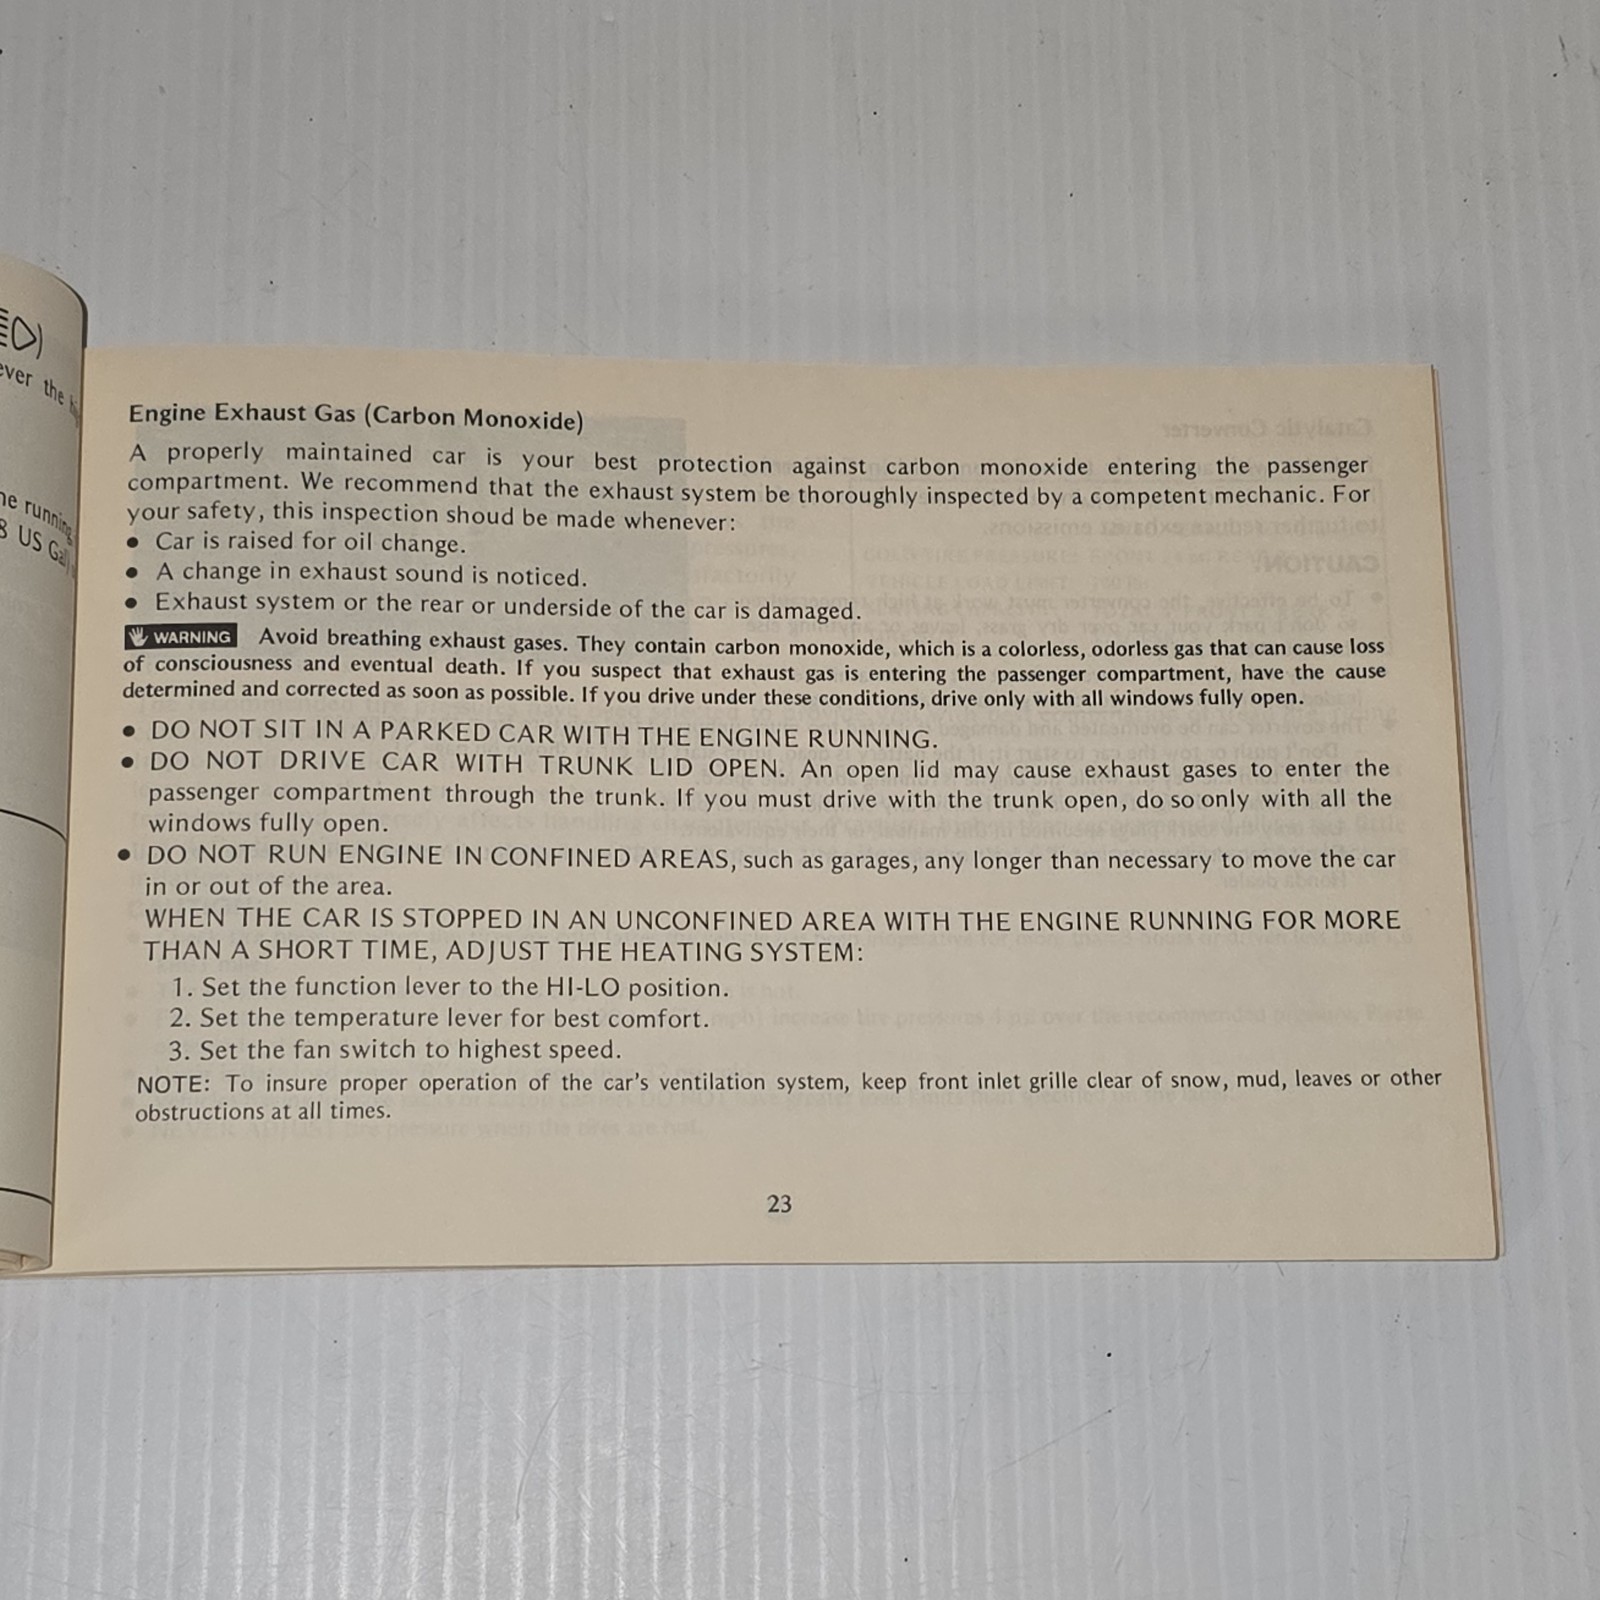 ever the
ne running
8 US Gal
Engine Exhaust Gas (Carbon Monoxide)
A properly maintained car is your best protection against carbon monoxide entering the passenger
compartment. We recommend that the exhaust system be thoroughly inspected by a competent mechanic. For
your safety, this inspection shoud be made whenever:
● Car is raised for oil change.
● A change in exhaust sound is noticed.
● Exhaust system or the rear or underside of the car is damaged.
WARNING Avoid breathing exhaust gases. They contain carbon monoxide, which is a colorless, odorless gas that can cause loss
of consciousness and eventual death. If you suspect that exhaust gas is entering the passenger compartment, have the cause
determined and corrected as soon as possible. If you drive under these conditions, drive only with all windows fully open.
● DO NOT SIT IN A PARKED CAR WITH THE ENGINE RUNNING.
● DO NOT DRIVE CAR WITH TRUNK LID OPEN. An open lid may cause exhaust gases to enter the
passenger compartment through the trunk. If you must drive with the trunk open, do so only with all the
windows fully open.
● DO NOT RUN ENGINE IN CONFINED AREAS, such as garages, any longer than necessary to move the car
in or out of the area.
WHEN THE CAR IS STOPPED IN AN UNCONFINED AREA WITH THE ENGINE RUNNING FOR MORE
THAN A SHORT TIME, ADJUST THE HEATING SYSTEM:
1. Set the function lever to the HI-LO position.
2. Set the temperature lever for best comfort.
3. Set the fan switch to highest speed.
NOTE: To insure proper operation of the car's ventilation system, keep front inlet grille clear of snow, mud, leaves or other
obstructions at all times.
23